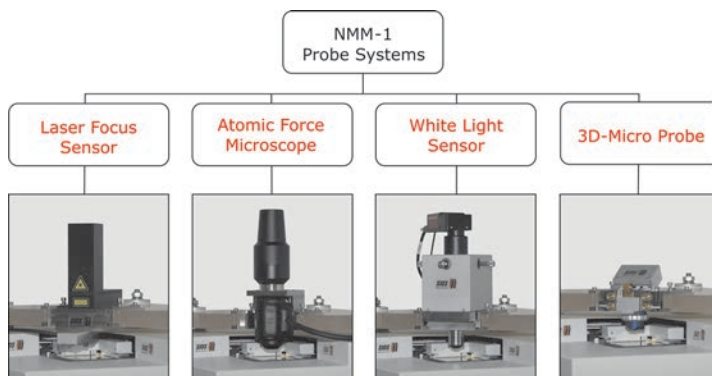 NMM-1
Probe Systems
Laser Focus
Sensor
Atomic Force
Microscope
White Light
Sensor
3D-Micro Probe